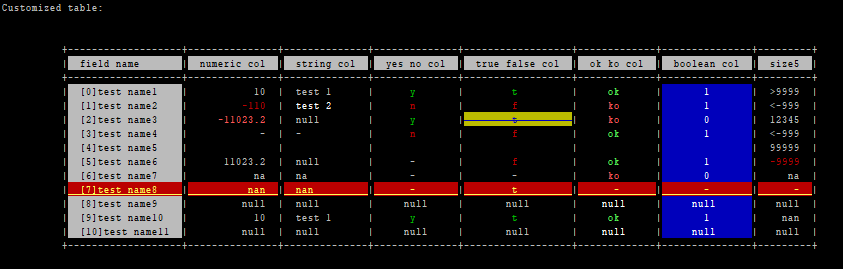 Customized table:
field name | numeric col | string col | yes no col | true false col | ok ko col | boolean col | size5
[0]test name1 | 10 | test 1 | y | t | ok | 1 | >9999
[1]test name2 | -110 | test 2 | n | f | ko | 1 | <-999
[2]test name3 | -11023.2 | null | y | t | ko | 0 | 12345
[3]test name4 | - | - | n | f | ok | 1 | <-999
[4]test name5 | | | | | | | 99999
[5]test name6 | 11023.2 | null | - | f | ok | 1 | -9999
[6]test name7 | na | na | - | - | ko | 0 | na
[7]test name8 | nan | nan | - | t | - | - | -
[8]test name9 | null | null | null | null | null | null | null
[9]test name10 | 10 | test 1 | y | t | ok | 1 | nan
[10]test name11 | null | null | null | null | null | null | null